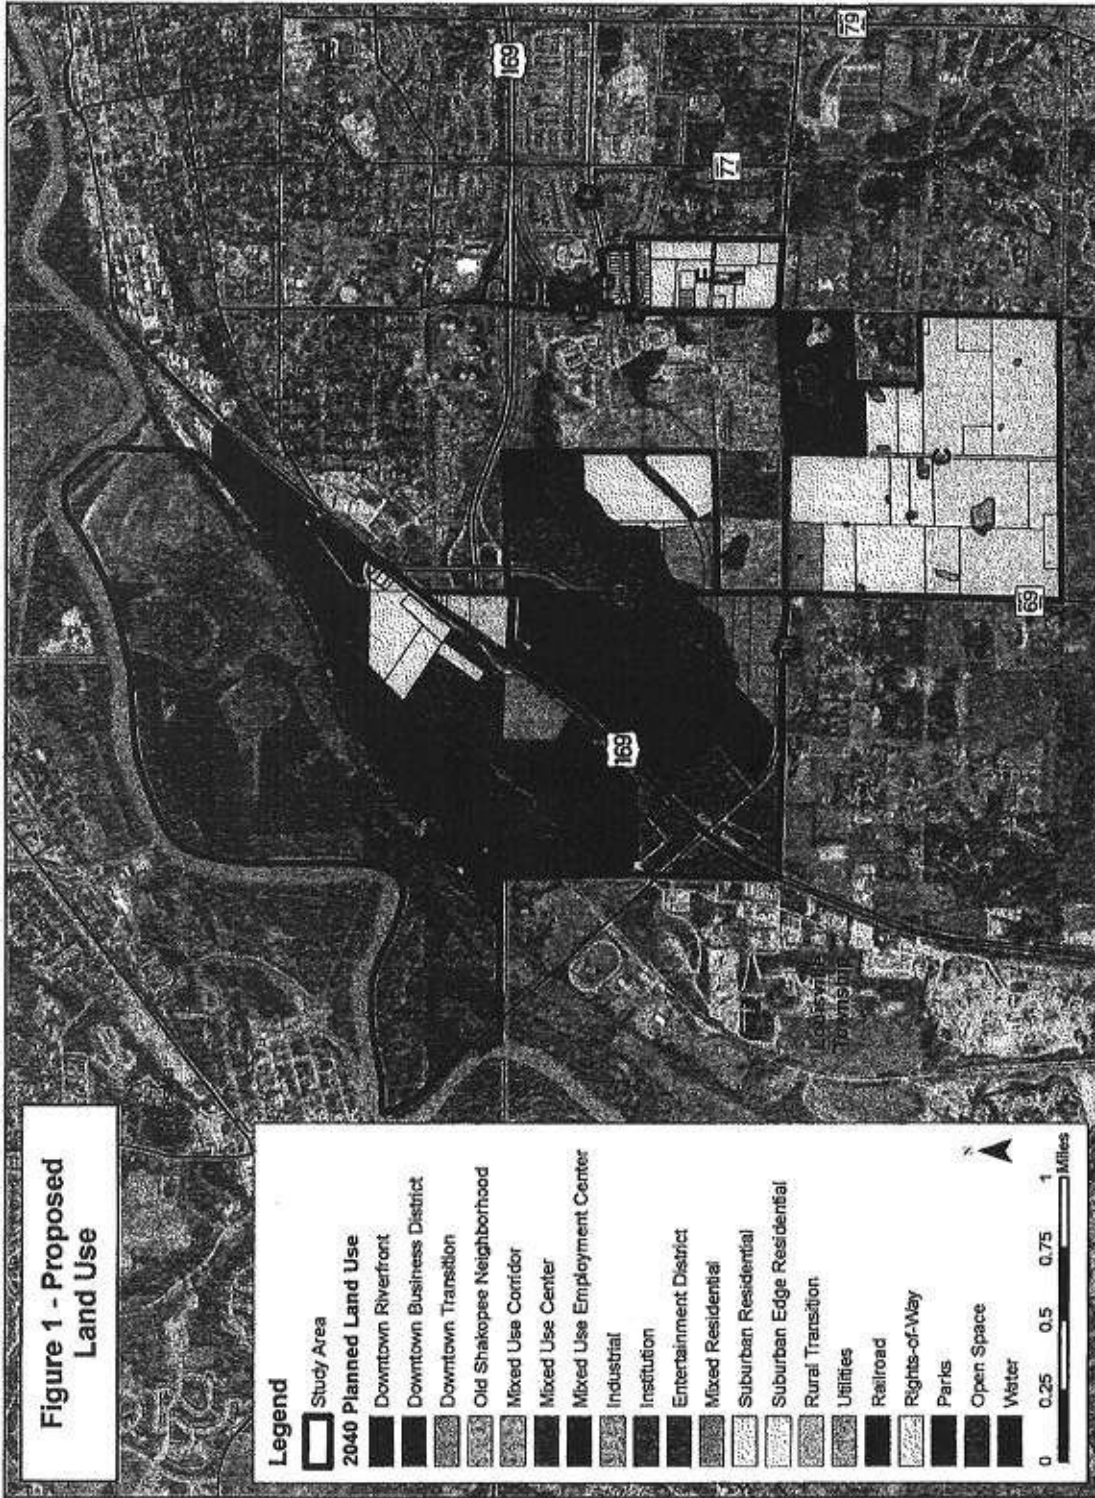 Figure 1 - Proposed
Land Use
Legend
Study Area
2040 Planned Land Use
Downtown Riverfront
Downtown Business District
Downtown Transition
Old Shakopee Neighborhood
Mixed Use Corridor
Mixed Use Center
Mixed Use Employment Center
Industrial
Institution
Entertainment District
Mixed Residential
Suburban Residential
Suburban Edge Residential
Rural Transition
Utilities
Railroad
Rights-of-Way
Parks
Open Space
Water
N
0 0.25 0.5 0.75 1
Miles
169
79
77
169
69
C
Township